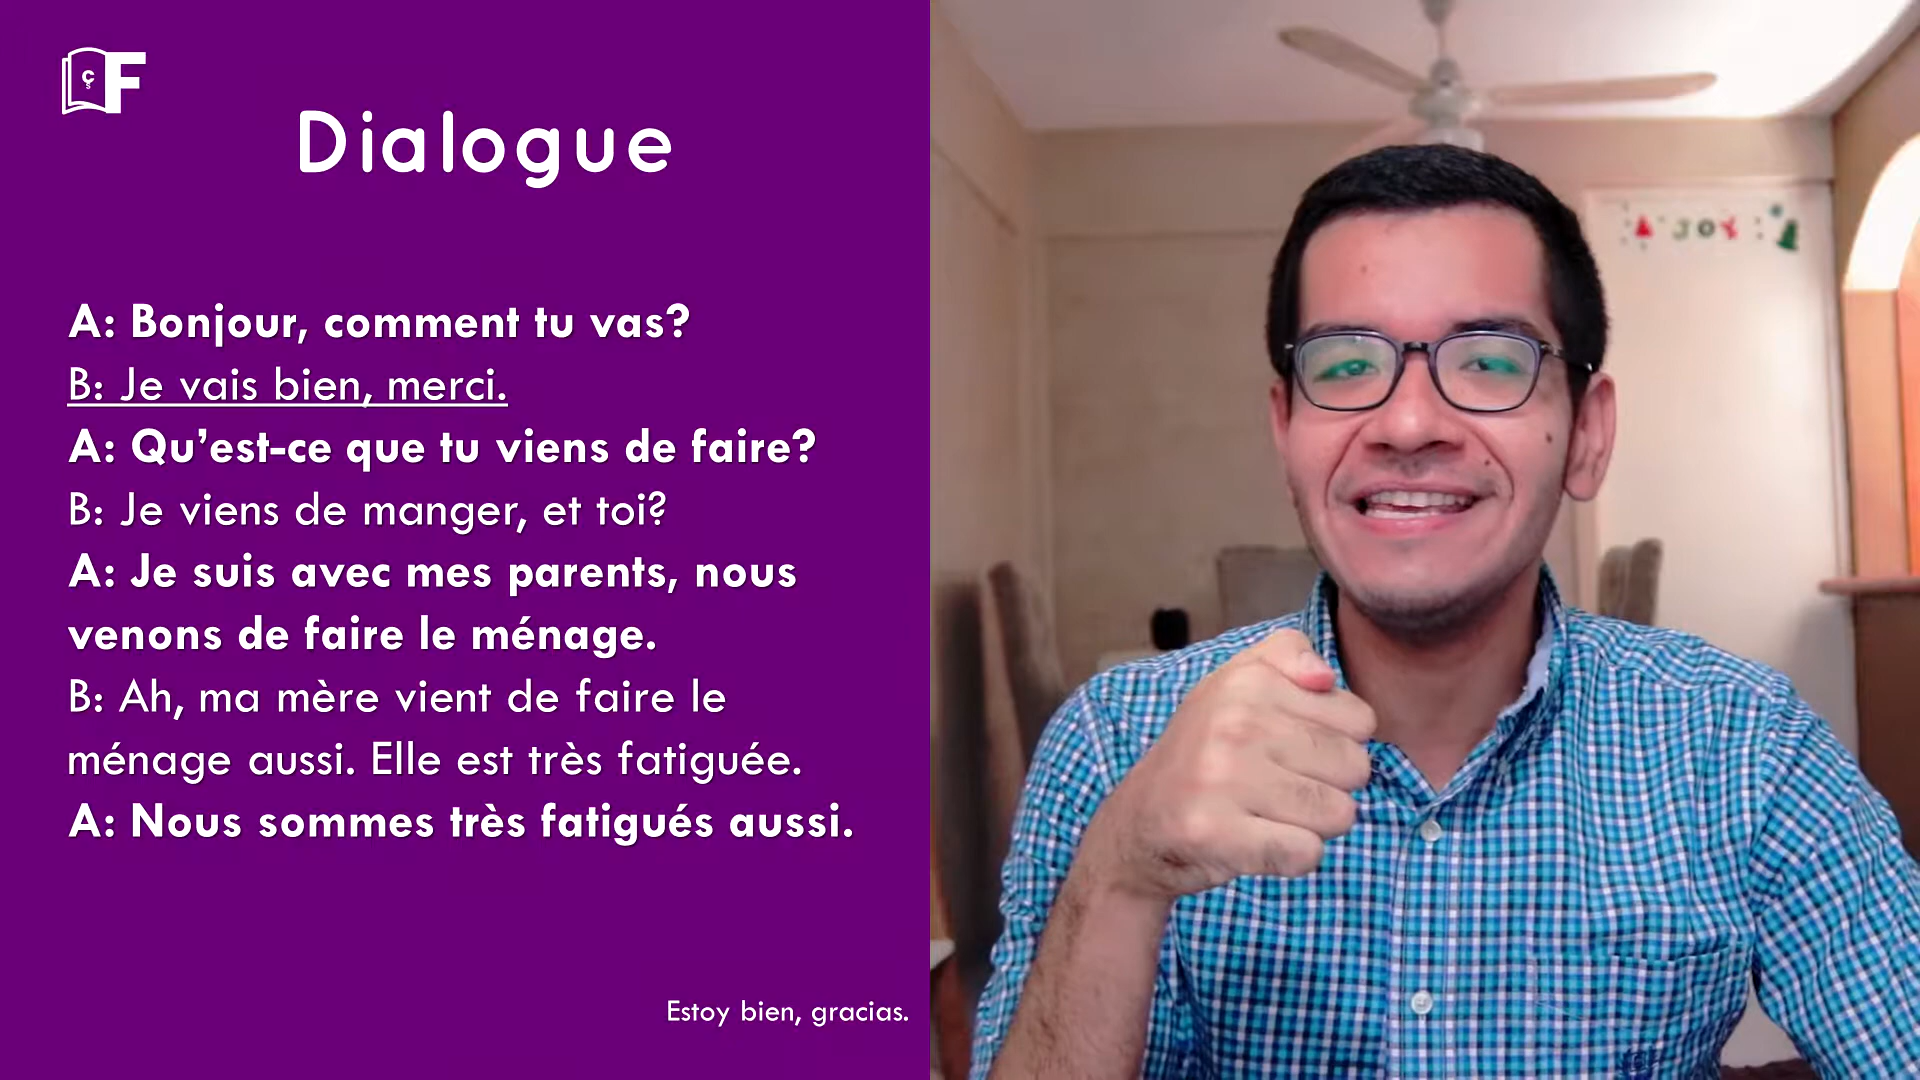 ç F
Dialogue
A: Bonjour, comment tu vas?
B: Je vais bien, merci.
A: Qu’est-ce que tu viens de faire?
B: Je viens de manger, et toi?
A: Je suis avec mes parents, nous
venons de faire le ménage.
B: Ah, ma mère vient de faire le
ménage aussi. Elle est très fatiguée.
A: Nous sommes très fatigués aussi.
Estoy bien, gracias.
JOY